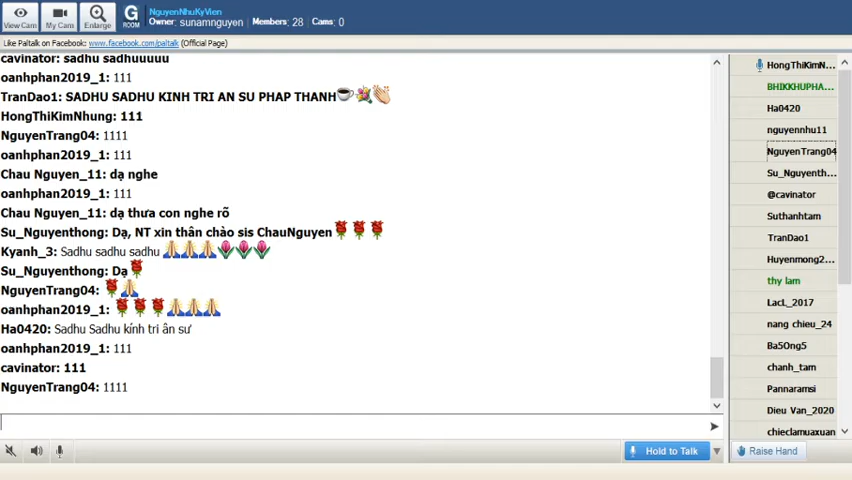 NguyenNhuKyVien
Owner: sunamnguyen Members: 28 Cams: 0
View Cam My Cam Enlarge G ROOM
Like Paltalk on Facebook: www.facebook.com/paltalk (Official Page)
cavinator: sadhu sadhuuuuu
oanhphan2019_1: 111
TranDao1: SADHU SADHU KINH TRI AN SU PHAP THANH
HongThiKimNhung: 111
NguyenTrang04: 1111
oanhphan2019_1: 111
Chau Nguyen_11: dạ nghe
oanhphan2019_1: 111
Chau Nguyen_11: dạ thưa con nghe rõ
Su_Nguyenthong: Dạ, NT xin thân chào sis ChauNguyen
Kyanh_3: Sadhu sadhu sadhu
Su_Nguyenthong: Dạ
NguyenTrang04:
oanhphan2019_1:
Ha0420: Sadhu Sadhu kính tri ân sư
oanhphan2019_1: 111
cavinator: 111
NguyenTrang04: 1111
Hold to Talk
HongThiKimN...
BHIKKHUPHA...
Ha0420
nguyennhu11
NguyenTrang04
Su_Nguyenth...
@cavinator
Suthanhtam
TranDao1
Huyenmong2...
thy lam
LacL_2017
nang chieu_24
Ba5Ong5
chanh_tam
Pannaramsi
Dieu Van_2020
chieclamuaxuan
Raise Hand